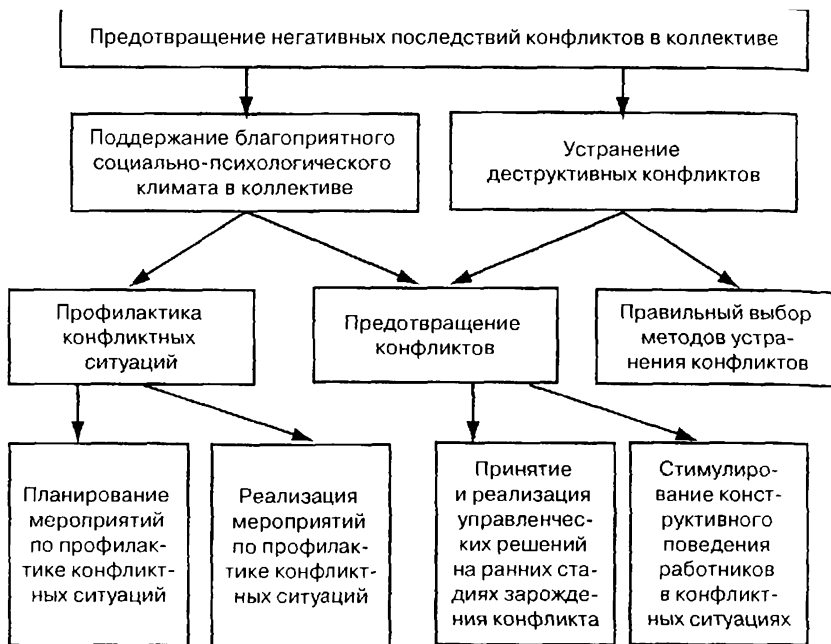 Предотвращение негативных последствий конфликтов в коллективе
Поддержание благоприятного
социально-психологического
климата в коллективе
Устранение
деструктивных конфликтов
Профилактика
конфликтных
ситуаций
Предотвращение
конфликтов
Правильный выбор
методов устра-
нения конфликтов
Планирование
мероприятий
по профилак-
тике конфликт-
ных ситуаций
Реализация
мероприятий
по профилак-
тике конфликт-
ных ситуаций
Принятие
и реализация
управленчес-
ких решений
на ранних ста-
диях зарожде-
ния конфликта
Стимулиро-
вание конст-
руктивного
поведения
работников
в конфликт-
ных ситуациях